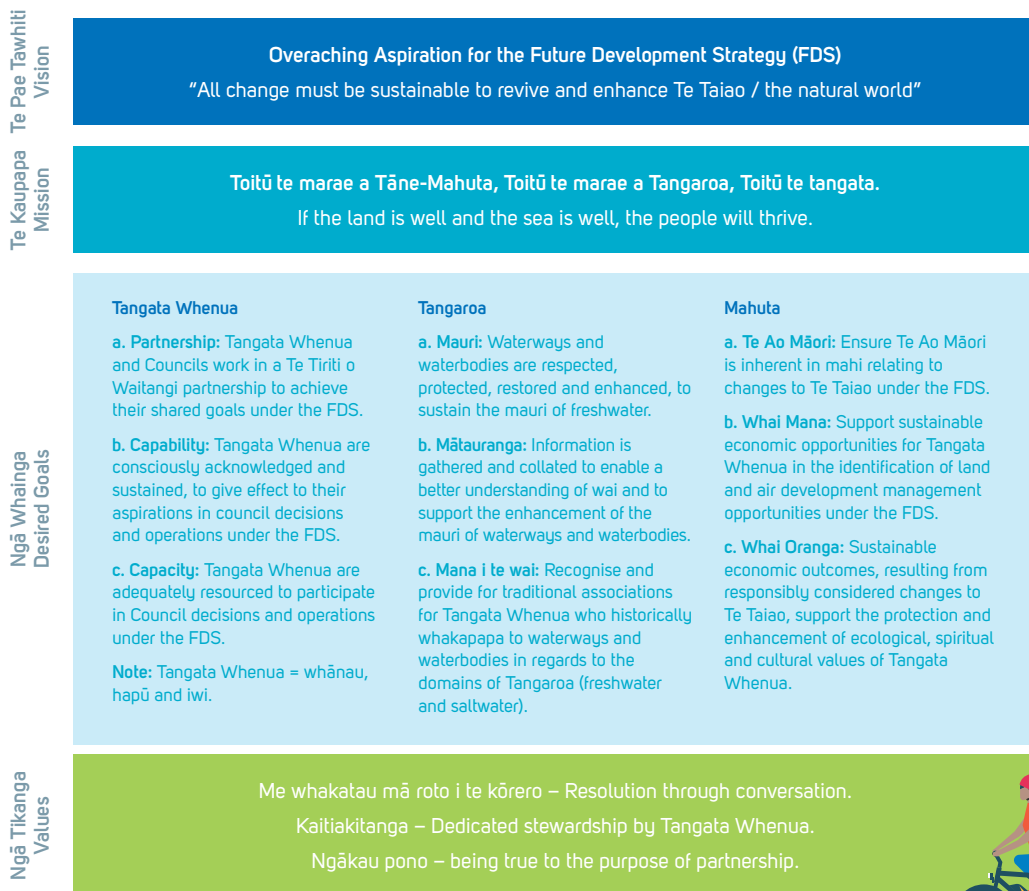 Te Pae Tawhiti
Vision
Overaching Aspiration for the Future Development Strategy (FDS)
“All change must be sustainable to revive and enhance Te Taiao / the natural world”
Te Kaupapa
Mission
Toitū te marae a Tāne-Mahuta, Toitū te marae a Tangaroa, Toitū te tangata.
If the land is well and the sea is well, the people will thrive.
Ngā Whainga
Desired Goals
Tangata Whenua
a. Partnership: Tangata Whenua
and Councils work in a Te Tiriti o
Waitangi partnership to achieve
their shared goals under the FDS.
b. Capability: Tangata Whenua are
consciously acknowledged and
sustained, to give effect to their
aspirations in council decisions
and operations under the FDS.
c. Capacity: Tangata Whenua are
adequately resourced to participate
in Council decisions and operations
under the FDS.
Note: Tangata Whenua = whānau,
hapū and iwi.
Tangaroa
a. Mauri: Waterways and
waterbodies are respected,
protected, restored and enhanced, to
sustain the mauri of freshwater.
b. Mātauranga: Information is
gathered and collated to enable a
better understanding of wai and to
support the enhancement of the
mauri of waterways and waterbodies.
c. Mana i te wai: Recognise and
provide for traditional associations
for Tangata Whenua who historically
whakapapa to waterways and
waterbodies in regards to the
domains of Tangaroa (freshwater
and saltwater).
Mahuta
a. Te Ao Māori: Ensure Te Ao Māori
is inherent in mahi relating to
changes to Te Taiao under the FDS.
b. Whai Mana: Support sustainable
economic opportunities for Tangata
Whenua in the identification of land
and air development management
opportunities under the FDS.
c. Whai Oranga: Sustainable
economic outcomes, resulting from
responsibly considered changes to
Te Taiao, support the protection and
enhancement of ecological, spiritual
and cultural values of Tangata
Whenua.
Ngā Tikanga
Values
Me whakatau mā roto i te kōrero – Resolution through conversation.
Kaitiakitanga – Dedicated stewardship by Tangata Whenua.
Ngākau pono – being true to the purpose of partnership.